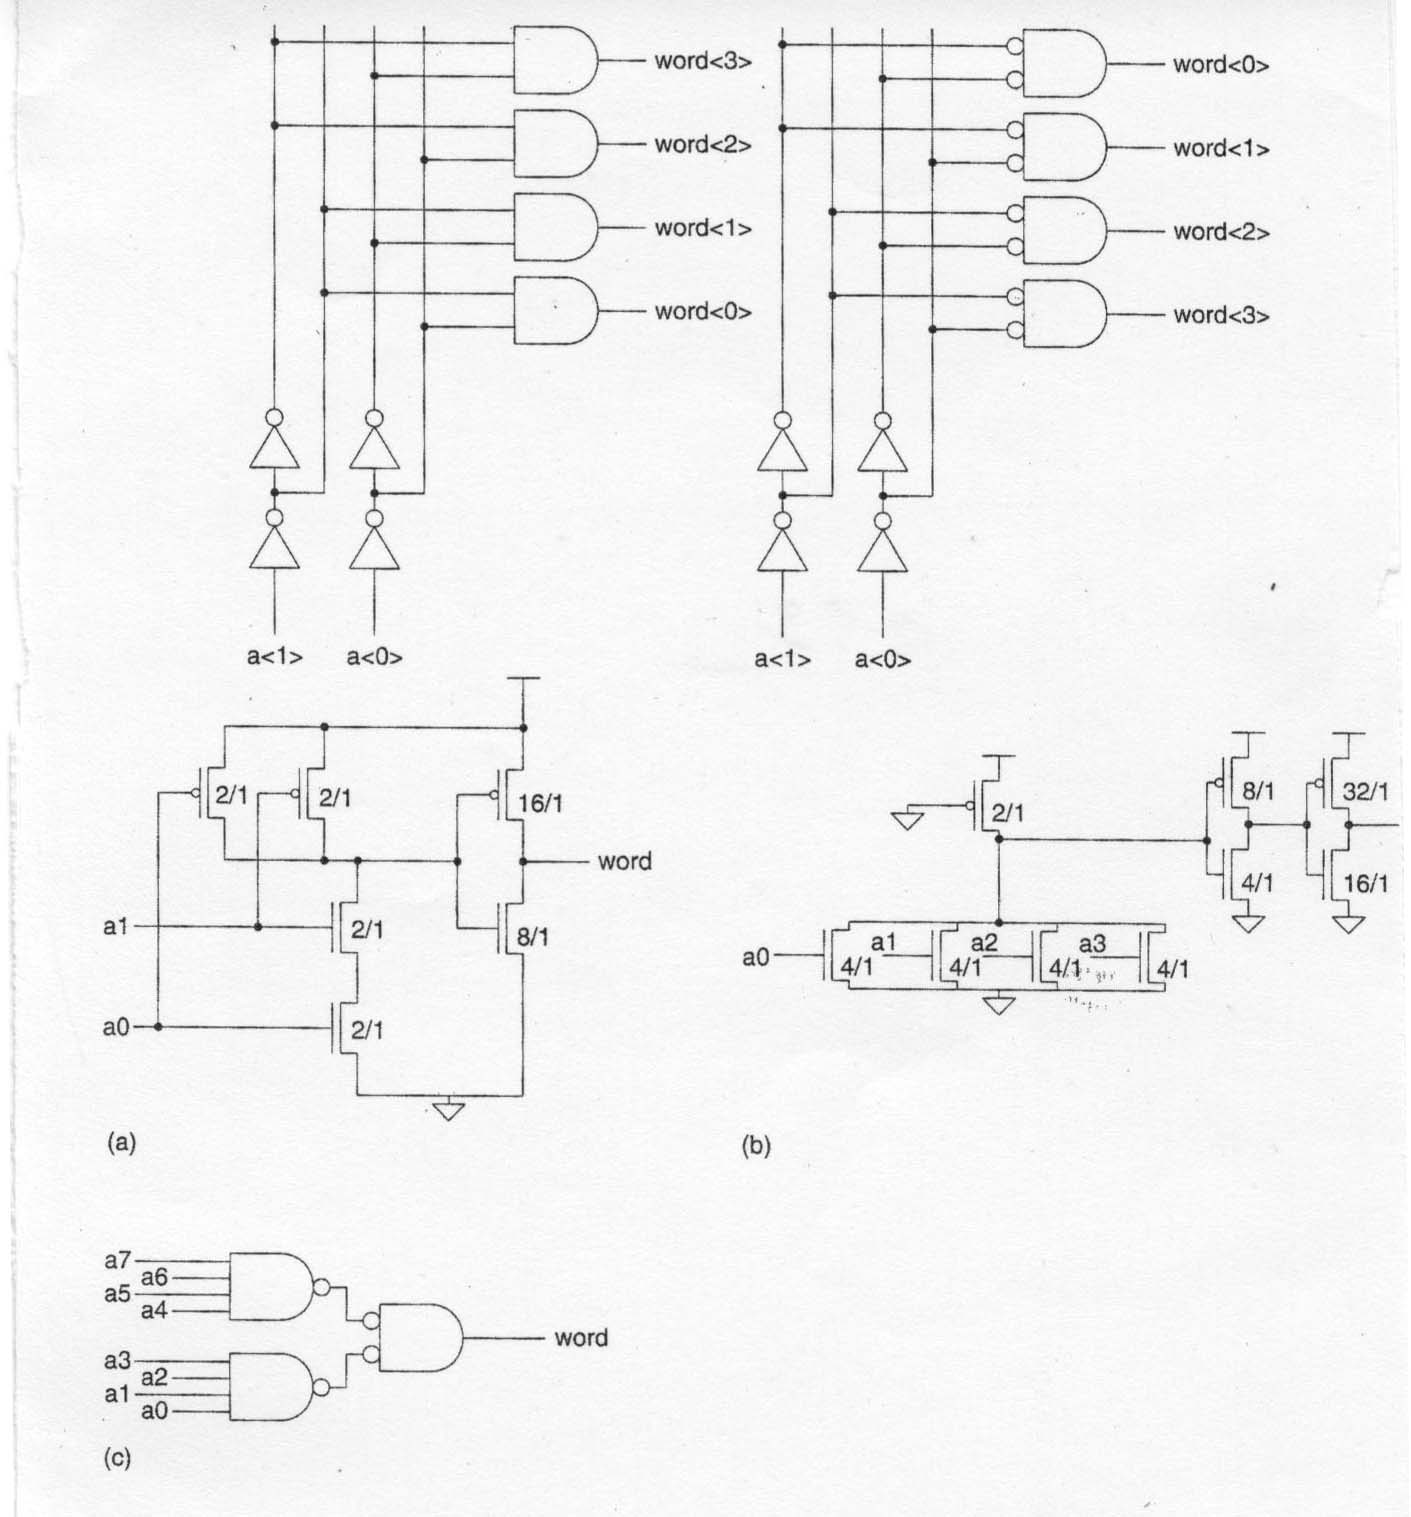 word<3>
word<2>
word<1>
word<0>
a<1> a<0>
word<0>
word<1>
word<2>
word<3>
a<1> a<0>
2/1 2/1 16/1
word
a1 2/1 8/1
a0 2/1
(a)
2/1 8/1 32/1
4/1 16/1
a0 a1 a2 a3
4/1 4/1 4/1 4/1
(b)
a7
a6
a5
a4
word
a3
a2
a1
a0
(c)